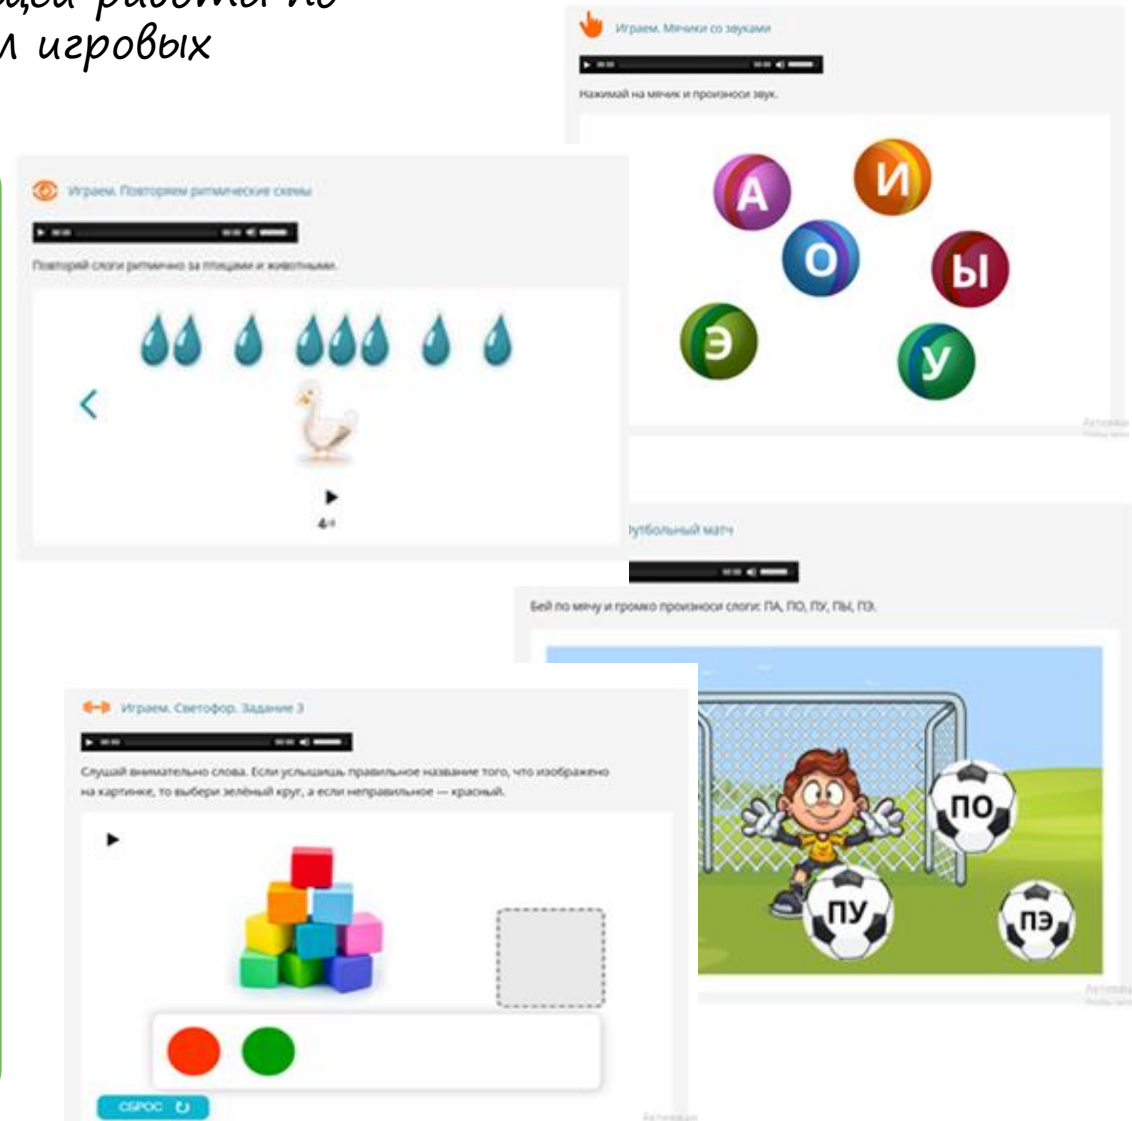 работы по
л игровых
Играем. Мячики со звуками
Нажимай на мячик и произноси звук.
А
И
О
Ы
Э
У
Играем. Повторяем ритмические схемы
Повторяй слоги ритмично за птицами и животными.
Футбольный матч
Бей по мячу и громко произноси слоги: ПА, ПО, ПУ, ПЫ, ПЭ.
ПО
ПУ
ПЭ
Играем. Светофор. Задание 3
Слушай внимательно слова. Если услышишь правильное название того, что изображено
на картинке, то выбери зелёный круг, а если неправильное — красный.
СБРОС